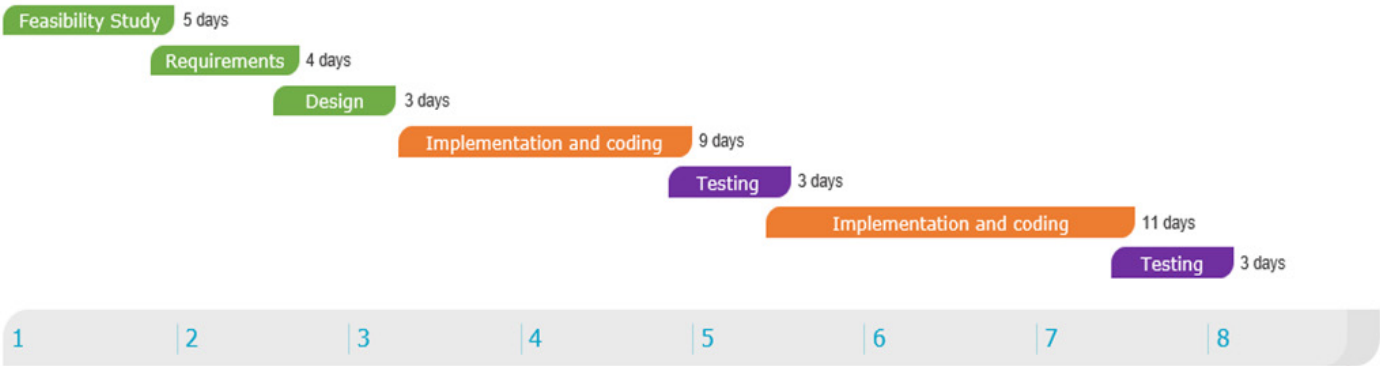 Feasibility Study 5 days
Requirements 4 days
Design 3 days
Implementation and coding 9 days
Testing 3 days
Implementation and coding 11 days
Testing 3 days
1 2 3 4 5 6 7 8